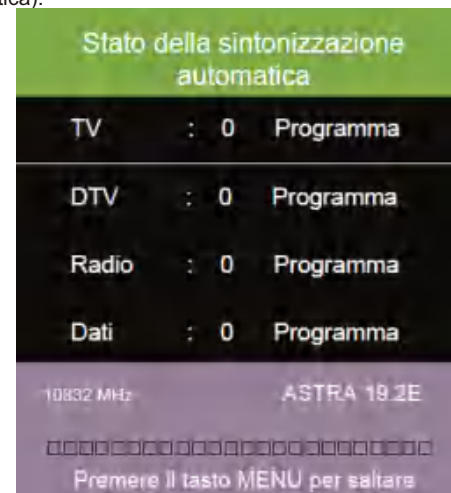 tica).
Stato della sintonizzazione
automatica
TV : 0 Programma
DTV : 0 Programma
Radio : 0 Programma
Dati : 0 Programma
10832 MHz ASTRA 19.2E
Premere il tasto MENU per saltare